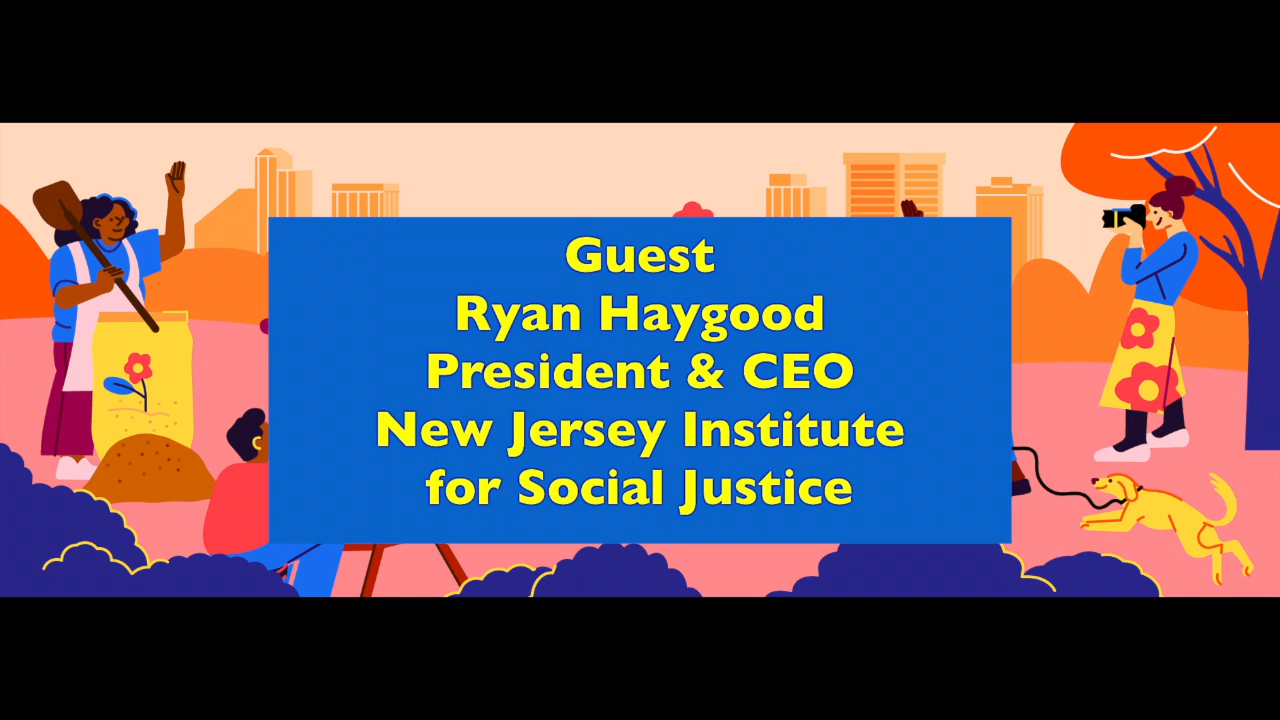 Guest
Ryan Haygood
President & CEO
New Jersey Institute
for Social Justice